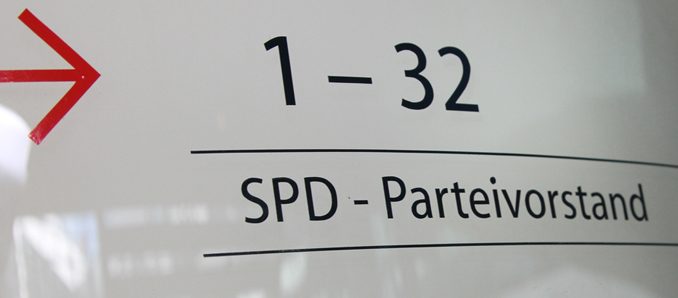 1 – 32
SPD - Parteivorstand